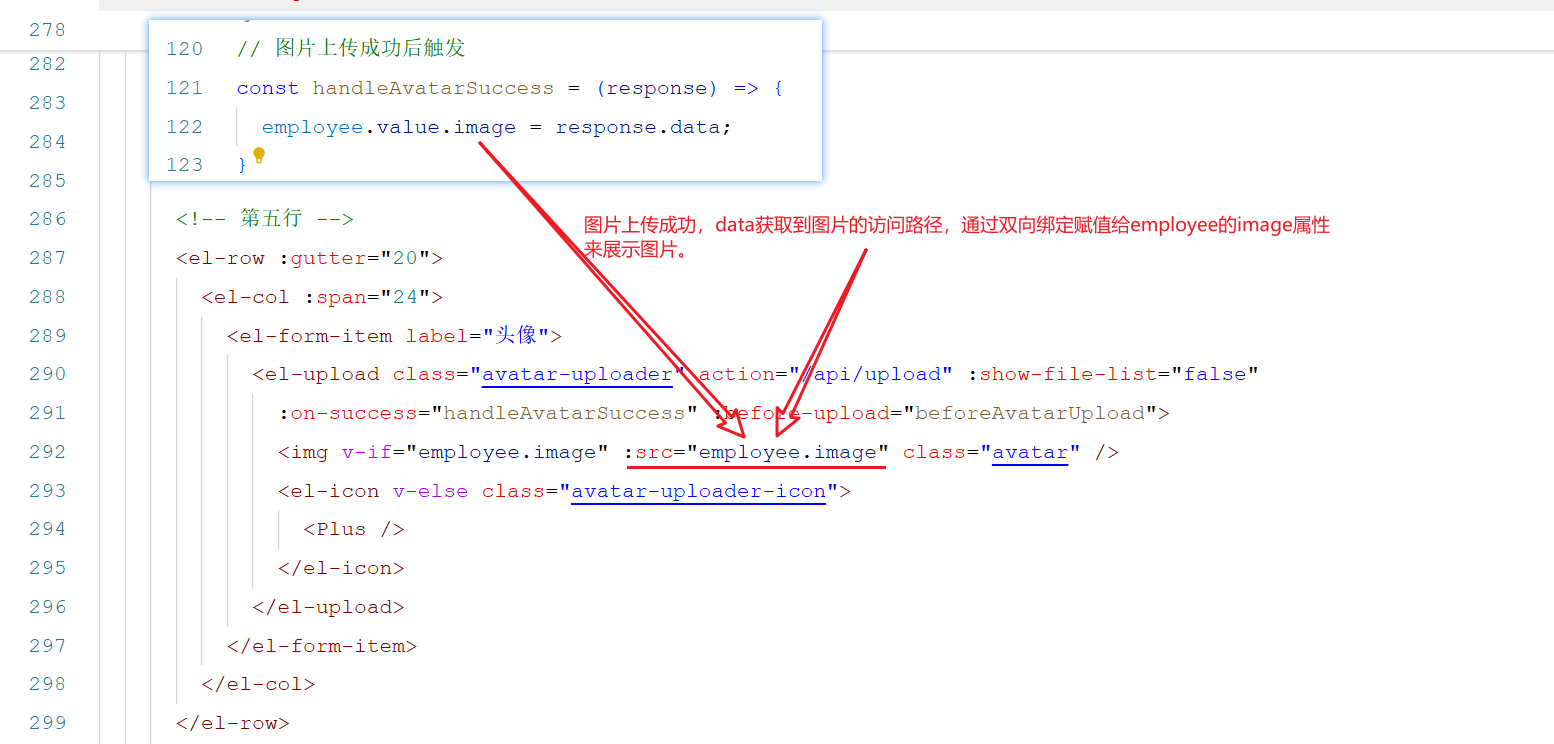 278
120 // 图片上传成功后触发
282
121 const handleAvatarSuccess = (response) => {
283
122 employee.value.image = response.data;
284
123 }
285
286 <!-- 第五行 -->
图片上传成功，data获取到图片的访问路径，通过双向绑定赋值给employee的image属性
来展示图片。
287 <el-row :gutter="20">
288 <el-col :span="24">
289 <el-form-item label="头像">
290 <el-upload class="avatar-uploader" action="/api/upload" :show-file-list="false"
291 :on-success="handleAvatarSuccess" :before-upload="beforeAvatarUpload">
292 <img v-if="employee.image" :src="employee.image" class="avatar" />
293 <el-icon v-else class="avatar-uploader-icon">
294 <Plus />
295 </el-icon>
296 </el-upload>
297 </el-form-item>
298 </el-col>
299 </el-row>